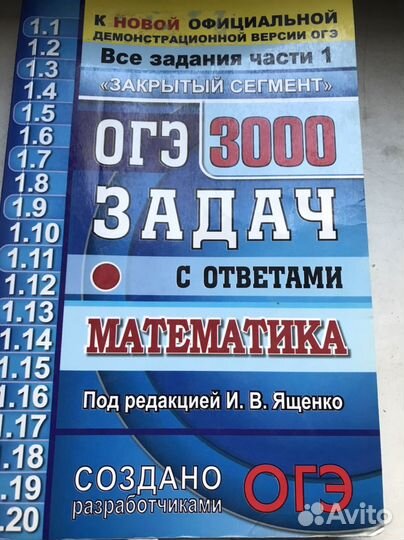 К НОВОЙ ОФИЦИАЛЬНОЙ
ДЕМОНСТРАЦИОННОЙ ВЕРСИИ ОГЭ
Все задания части 1
«ЗАКРЫТЫЙ СЕГМЕНТ»
ОГЭ 3000
ЗАДАЧ
С ОТВЕТАМИ
МАТЕМАТИКА
Под редакцией И. В. Ященко
СОЗДАНО
разработчиками
ОГЭ
1.1
1.2
1.3
1.4
1.5
1.6
1.7
1.8
1.9
1.10
1.11
1.12
1.13
1.14
1.15
1.16
1.17
1.18
1.19
1.20
Avito